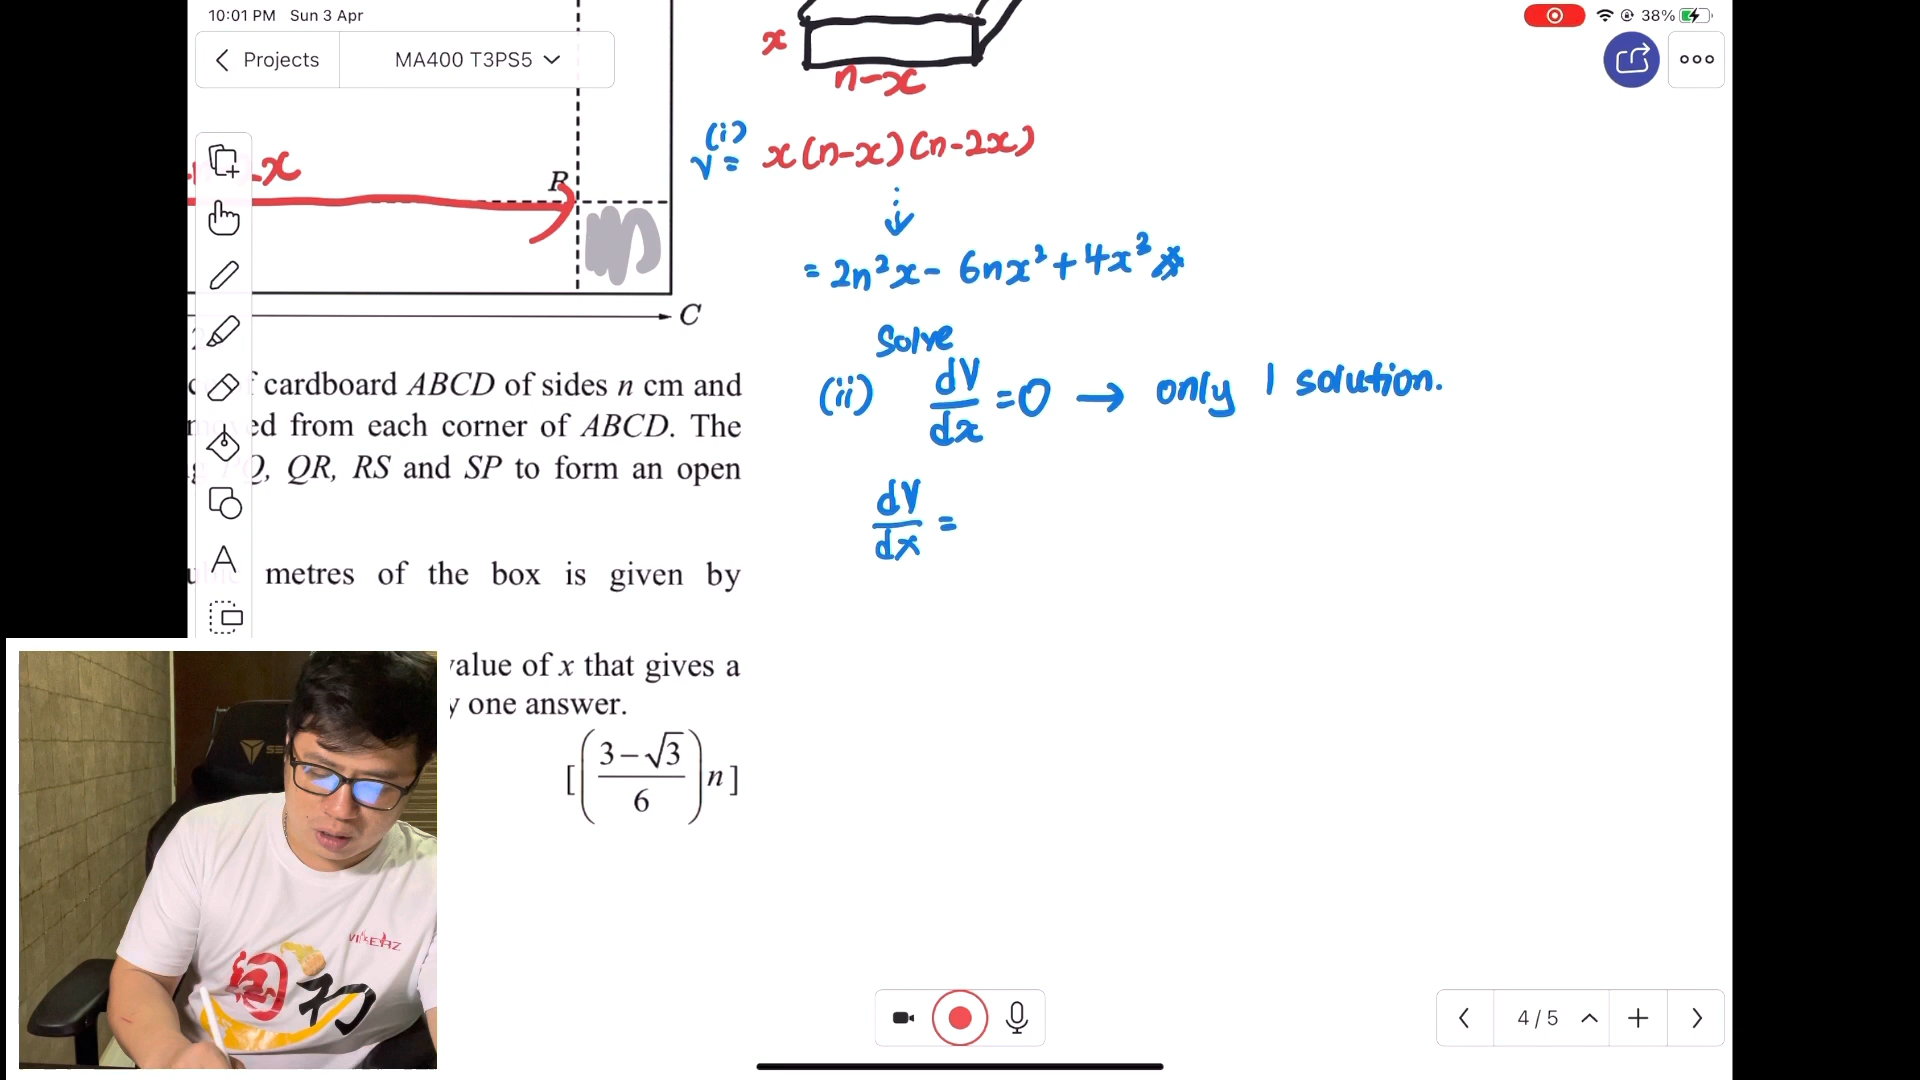 10:01 PM Sun 3 Apr
38%
Projects
MA400 T3PS5
x
n-x
(i)
V = x(n-x)(n-2x)
-x
R
= 2n²x - 6nx² + 4x³
C
Solve
(ii) dV/dx = 0 → only 1 solution.
cardboard ABCD of sides n cm and
ed from each corner of ABCD. The
Q, QR, RS and SP to form an open
dV/dx =
A
metres of the box is given by
value of x that gives a
y one answer.
[((3-√3)/6) n]
4 / 5